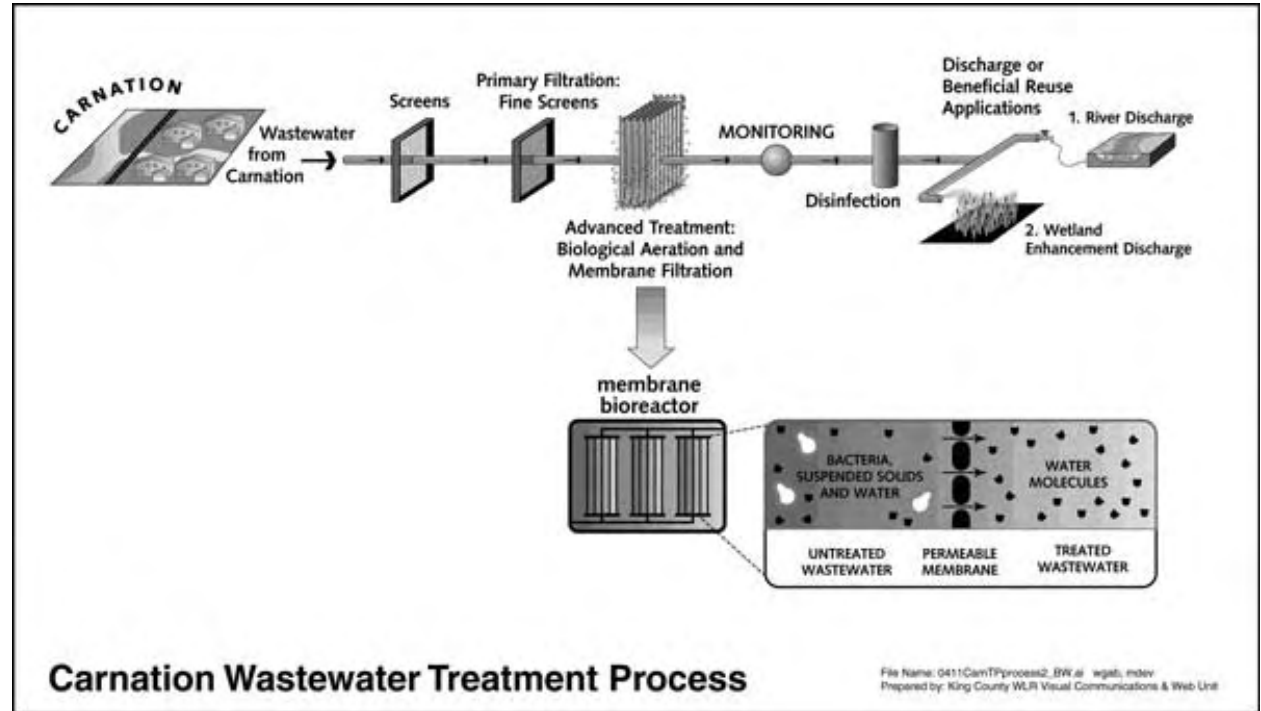 CARNATION
Wastewater
from
Carnation
Screens
Primary Filtration:
Fine Screens
Advanced Treatment:
Biological Aeration and
Membrane Filtration
MONITORING
Disinfection
Discharge or
Beneficial Reuse
Applications
1. River Discharge
2. Wetland
Enhancement Discharge
membrane
bioreactor
BACTERIA,
SUSPENDED SOLIDS
AND WATER
WATER
MOLECULES
UNTREATED
WASTEWATER
PERMEABLE
MEMBRANE
TREATED
WASTEWATER
Carnation Wastewater Treatment Process
File Name: 0411CarnTPprocess2_BW.ai wgab, mdev
Prepared by: King County WLR Visual Communications & Web Unit